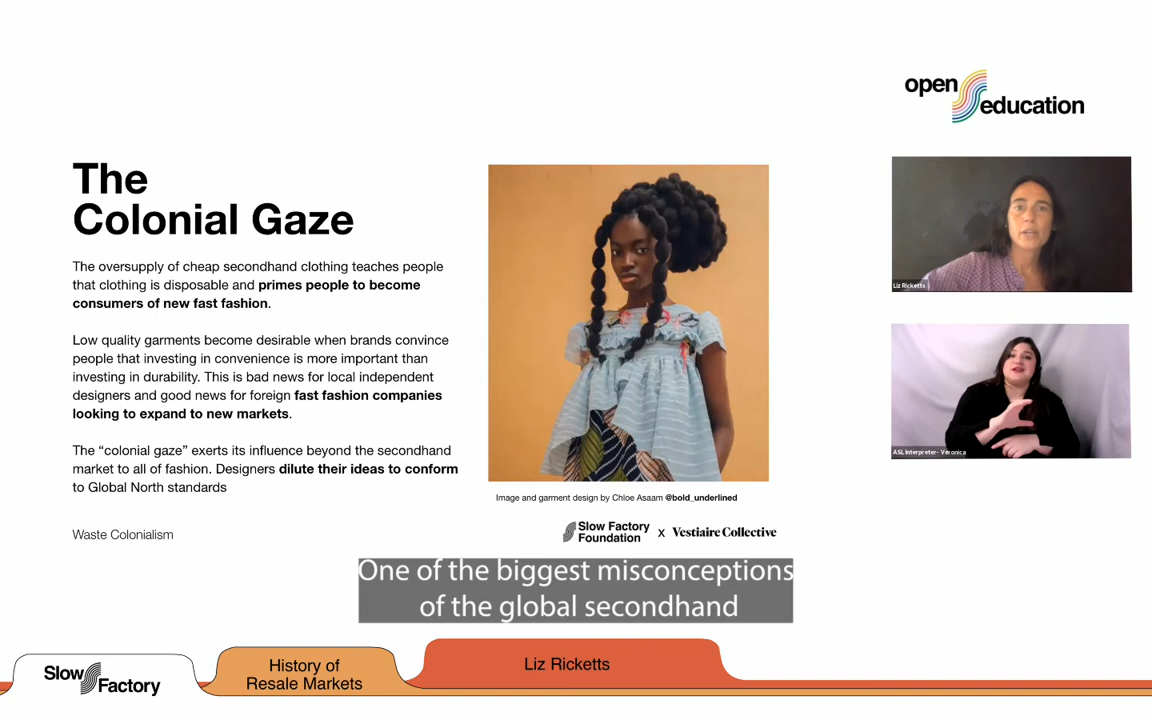 open
education
The
Colonial Gaze
The oversupply of cheap secondhand clothing teaches people
that clothing is disposable and primes people to become
consumers of new fast fashion.
Low quality garments become desirable when brands convince
people that investing in convenience is more important than
investing in durability. This is bad news for local independent
designers and good news for foreign fast fashion companies
looking to expand to new markets.
The “colonial gaze” exerts its influence beyond the secondhand
market to all of fashion. Designers dilute their ideas to conform
to Global North standards
Waste Colonialism
Image and garment design by Chloe Asaam @bold_underlined
Slow Factory
Foundation x Vestiaire Collective
Liz Ricketts
ASL Interpreter- Veronica
One of the biggest misconceptions
of the global secondhand
Slow
Factory
History of
Resale Markets
Liz Ricketts